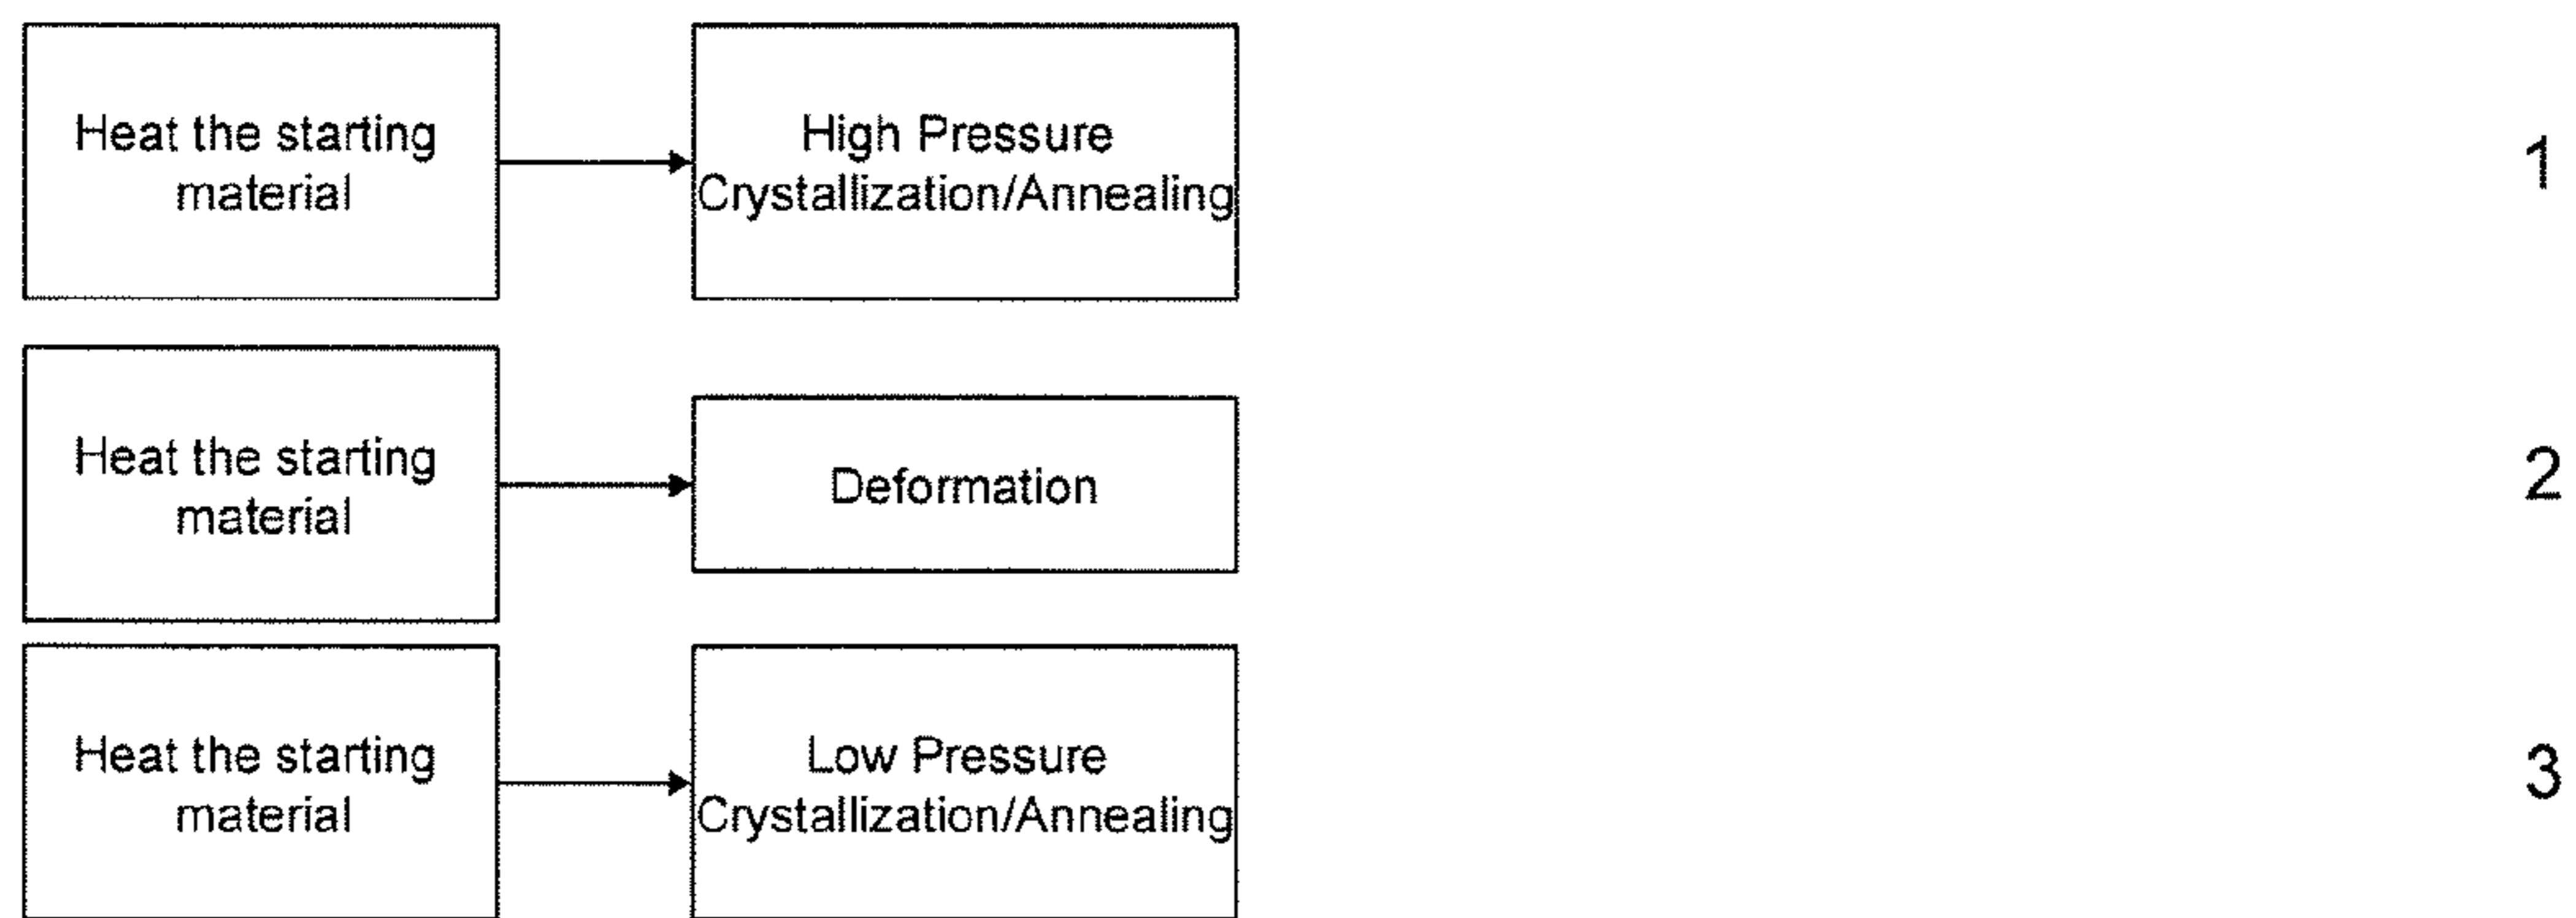 Heat the starting
material
High Pressure
Crystallization/Annealing
1
Heat the starting
material
Deformation
2
Heat the starting
material
Low Pressure
Crystallization/Annealing
3